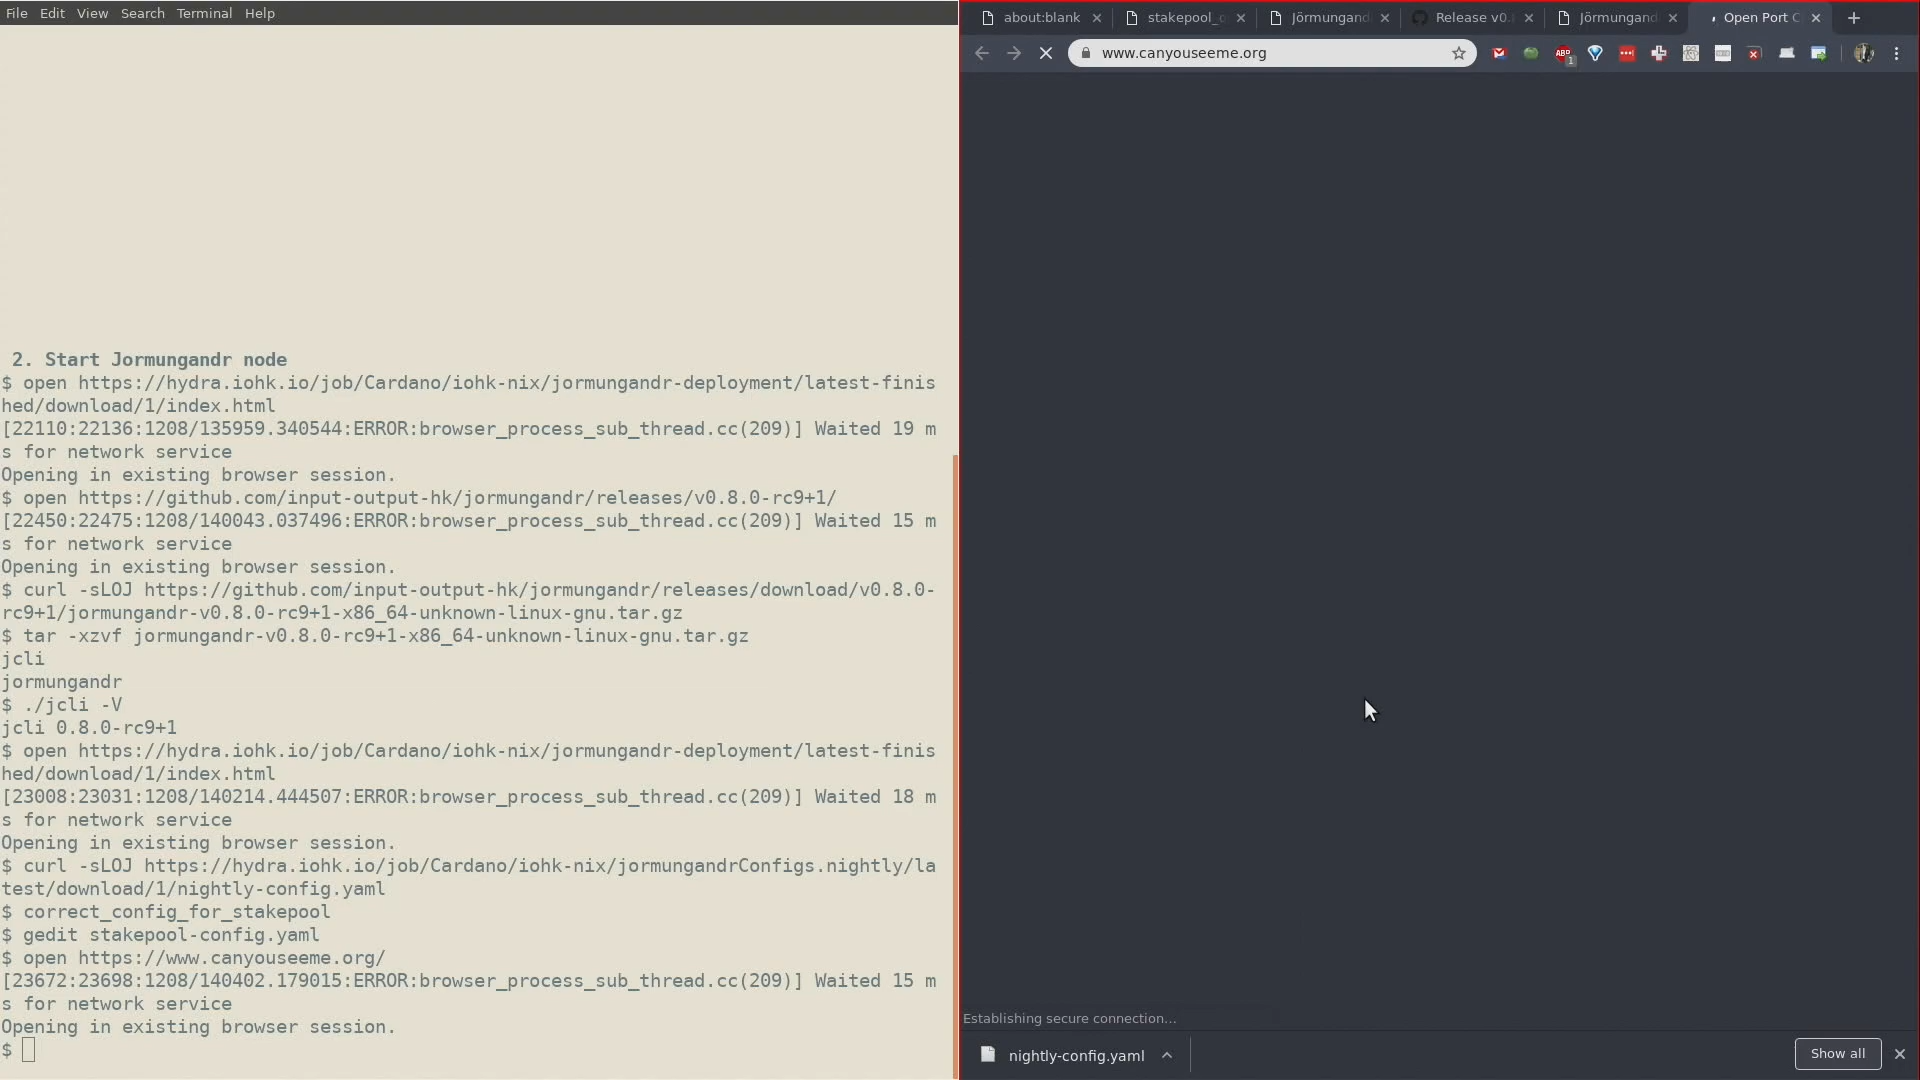 File Edit View Search Terminal Help
2. Start Jormungandr node
$ open https://hydra.iohk.io/job/Cardano/iohk-nix/jormungandr-deployment/latest-finis
hed/download/1/index.html
[22110:22136:1208/135959.340544:ERROR:browser_process_sub_thread.cc(209)] Waited 19 m
s for network service
Opening in existing browser session.
$ open https://github.com/input-output-hk/jormungandr/releases/v0.8.0-rc9+1/
[22450:22475:1208/140043.037496:ERROR:browser_process_sub_thread.cc(209)] Waited 15 m
s for network service
Opening in existing browser session.
$ curl -sLOJ https://github.com/input-output-hk/jormungandr/releases/download/v0.8.0-
rc9+1/jormungandr-v0.8.0-rc9+1-x86_64-unknown-linux-gnu.tar.gz
$ tar -xzvf jormungandr-v0.8.0-rc9+1-x86_64-unknown-linux-gnu.tar.gz
jcli
jormungandr
$ ./jcli -V
jcli 0.8.0-rc9+1
$ open https://hydra.iohk.io/job/Cardano/iohk-nix/jormungandr-deployment/latest-finis
hed/download/1/index.html
[23008:23031:1208/140214.444507:ERROR:browser_process_sub_thread.cc(209)] Waited 18 m
s for network service
Opening in existing browser session.
$ curl -sLOJ https://hydra.iohk.io/job/Cardano/iohk-nix/jormungandrConfigs.nightly/la
test/download/1/nightly-config.yaml
$ correct_config_for_stakepool
$ gedit stakepool-config.yaml
$ open https://www.canyouseeme.org/
[23672:23698:1208/140402.179015:ERROR:browser_process_sub_thread.cc(209)] Waited 15 m
s for network service
Opening in existing browser session.
$
about:blank stakepool_o Jörmungand Release v0. Jörmungand Open Port C
www.canyouseeme.org
ABP 1
Establishing secure connection...
nightly-config.yaml Show all